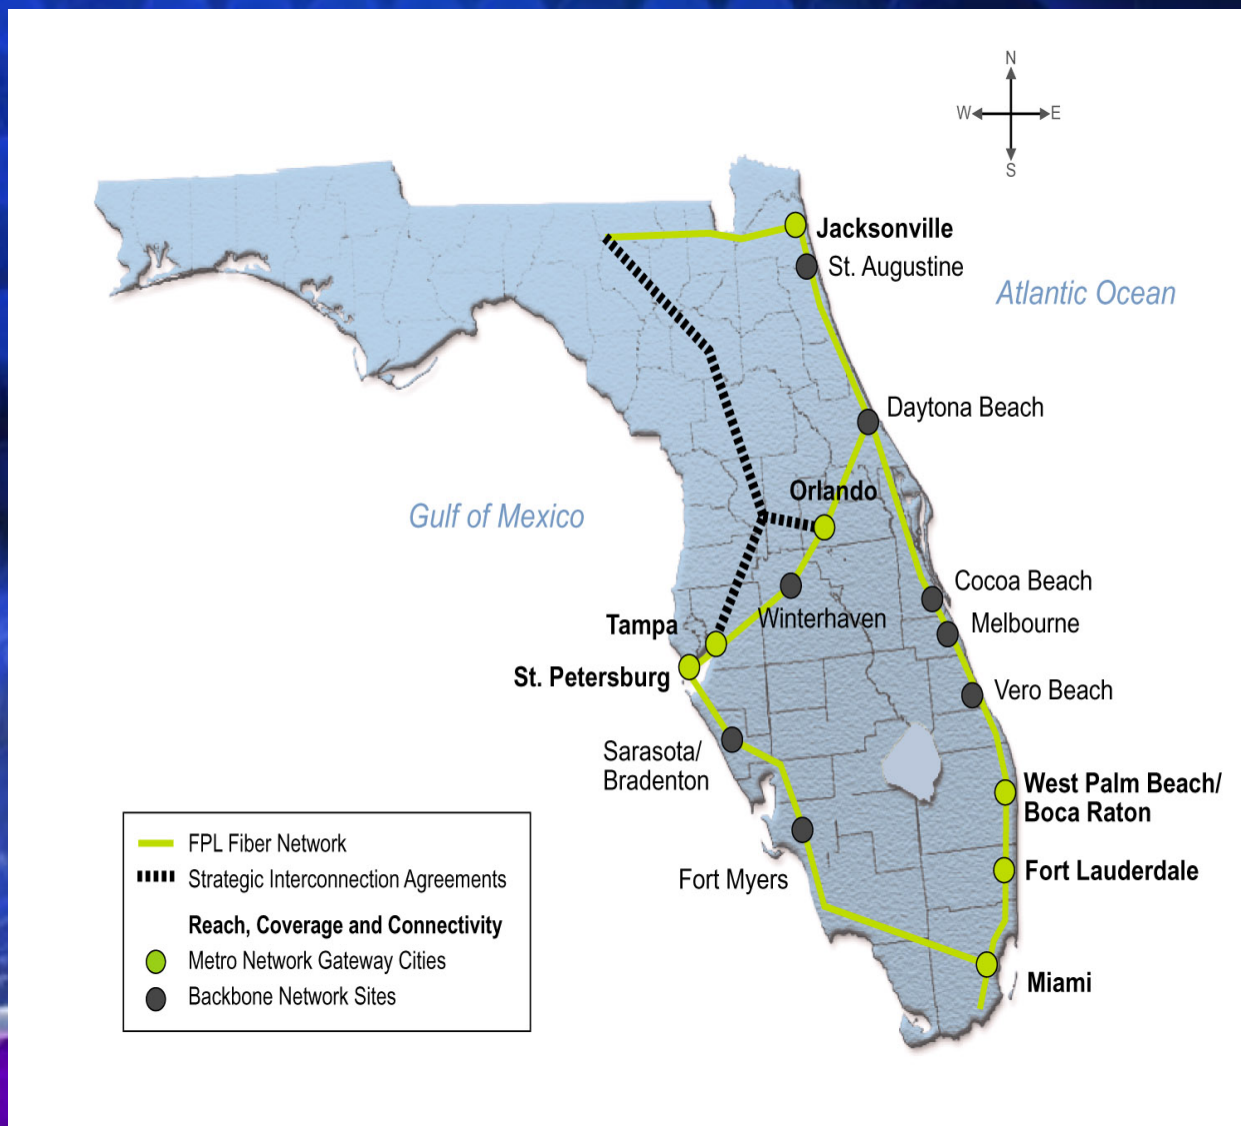 N
W E
S
Jacksonville
St. Augustine
Atlantic Ocean
Daytona Beach
Orlando
Gulf of Mexico
Cocoa Beach
Winterhaven
Melbourne
Tampa
St. Petersburg
Vero Beach
Sarasota/
Bradenton
West Palm Beach/
Boca Raton
Fort Lauderdale
Fort Myers
Miami
FPL Fiber Network
Strategic Interconnection Agreements
Reach, Coverage and Connectivity
Metro Network Gateway Cities
Backbone Network Sites